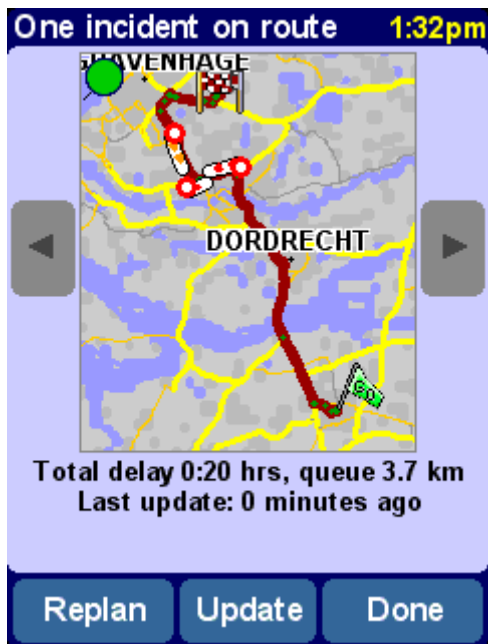 One incident on route 1:32pm
GRAVENHAGE
DORDRECHT
GO
Total delay 0:20 hrs, queue 3.7 km
Last update: 0 minutes ago
Replan Update Done